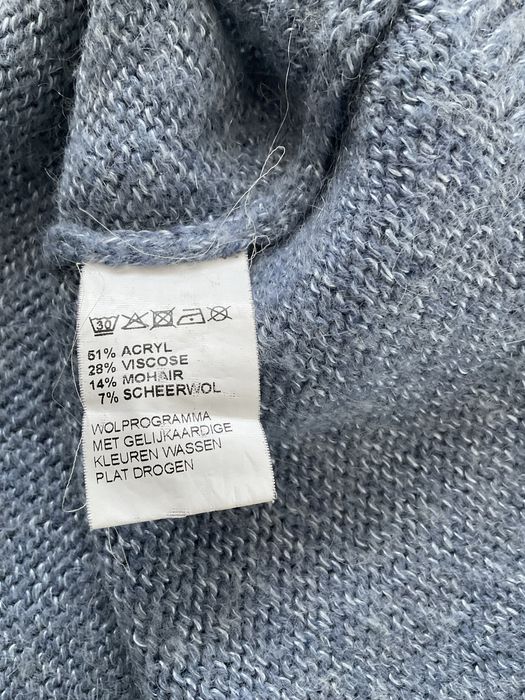 30
51% ACRYL
28% VISCOSE
14% MOHAIR
7% SCHEERWOL
WOLPROGRAMMA
MET GELIJKAARDIGE
KLEUREN WASSEN
PLAT DROGEN